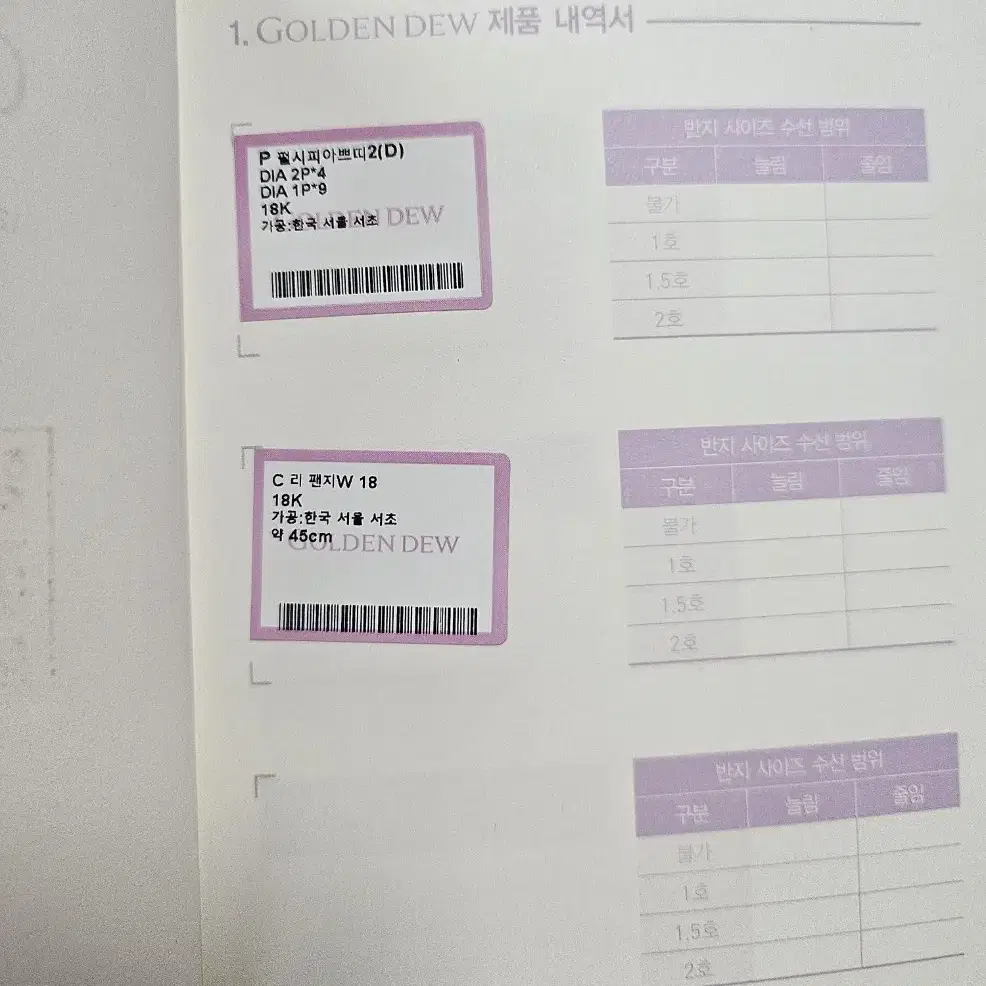 1. GOLDEN DEW 제품 내역서
P 펄시피아쁘띠2(D)
DIA 2P*4
DIA 1P*9
18K
가공:한국 서울 서초
GOLDEN DEW
반지 사이즈 수선 범위
구분 늘림 줄임
불가
1호
1.5호
2호
C 리 팬지W 18
18K
가공:한국 서울 서초
약 45cm
GOLDEN DEW
반지 사이즈 수선 범위
구분 늘림 줄임
불가
1호
1.5호
2호
반지 사이즈 수선 범위
구분 늘림 줄임
불가
1호
1.5호
2호